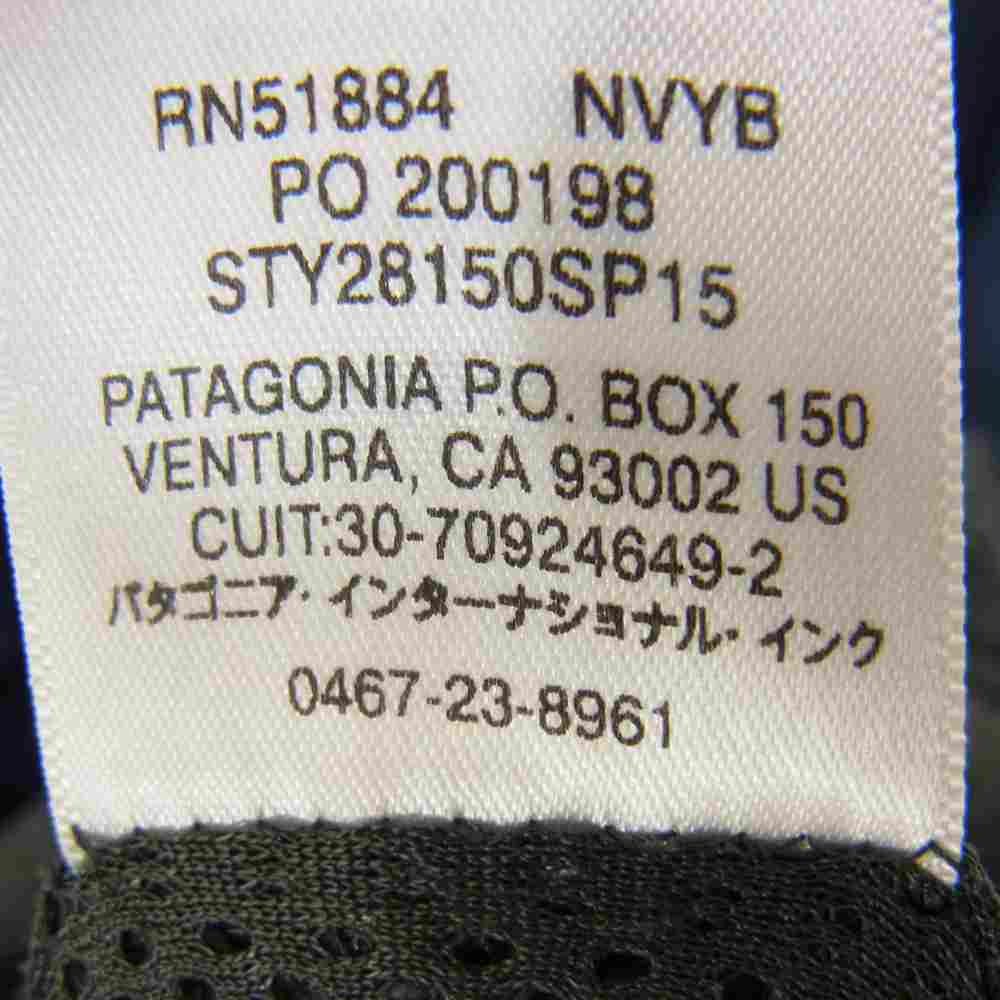 RN51884 NVYB
PO 200198
STY28150SP15
PATAGONIA P.O. BOX 150
VENTURA, CA 93002 US
CUIT:30-70924649-2
パタゴニア・インターナショナル・インク
0467-23-8961